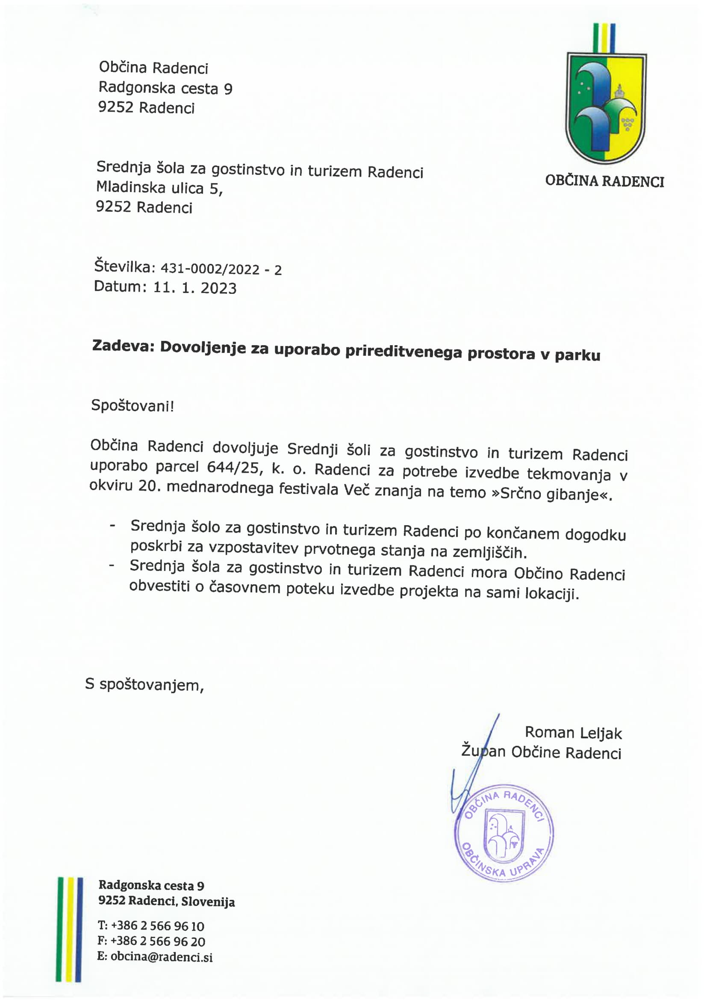 Občina Radenci
Radgonska cesta 9
9252 Radenci
OBČINA RADENCI
Srednja šola za gostinstvo in turizem Radenci
Mladinska ulica 5,
9252 Radenci
Številka: 431-0002/2022 - 2
Datum: 11. 1. 2023
Zadeva: Dovoljenje za uporabo prireditvenega prostora v parku
Spoštovani!
Občina Radenci dovoljuje Srednji šoli za gostinstvo in turizem Radenci
uporabo parcel 644/25, k. o. Radenci za potrebe izvedbe tekmovanja v
okviru 20. mednarodnega festivala Več znanja na temo »Srčno gibanje«.
- Srednja šolo za gostinstvo in turizem Radenci po končanem dogodku
poskrbi za vzpostavitev prvotnega stanja na zemljiščih.
- Srednja šola za gostinstvo in turizem Radenci mora Občino Radenci
obvestiti o časovnem poteku izvedbe projekta na sami lokaciji.
S spoštovanjem,
Roman Leljak
Župan Občine Radenci
OBČINA RADENCI
OBČINSKA UPRAVA
Radgonska cesta 9
9252 Radenci, Slovenija
T: +386 2 566 96 10
F: +386 2 566 96 20
E: obcina@radenci.si